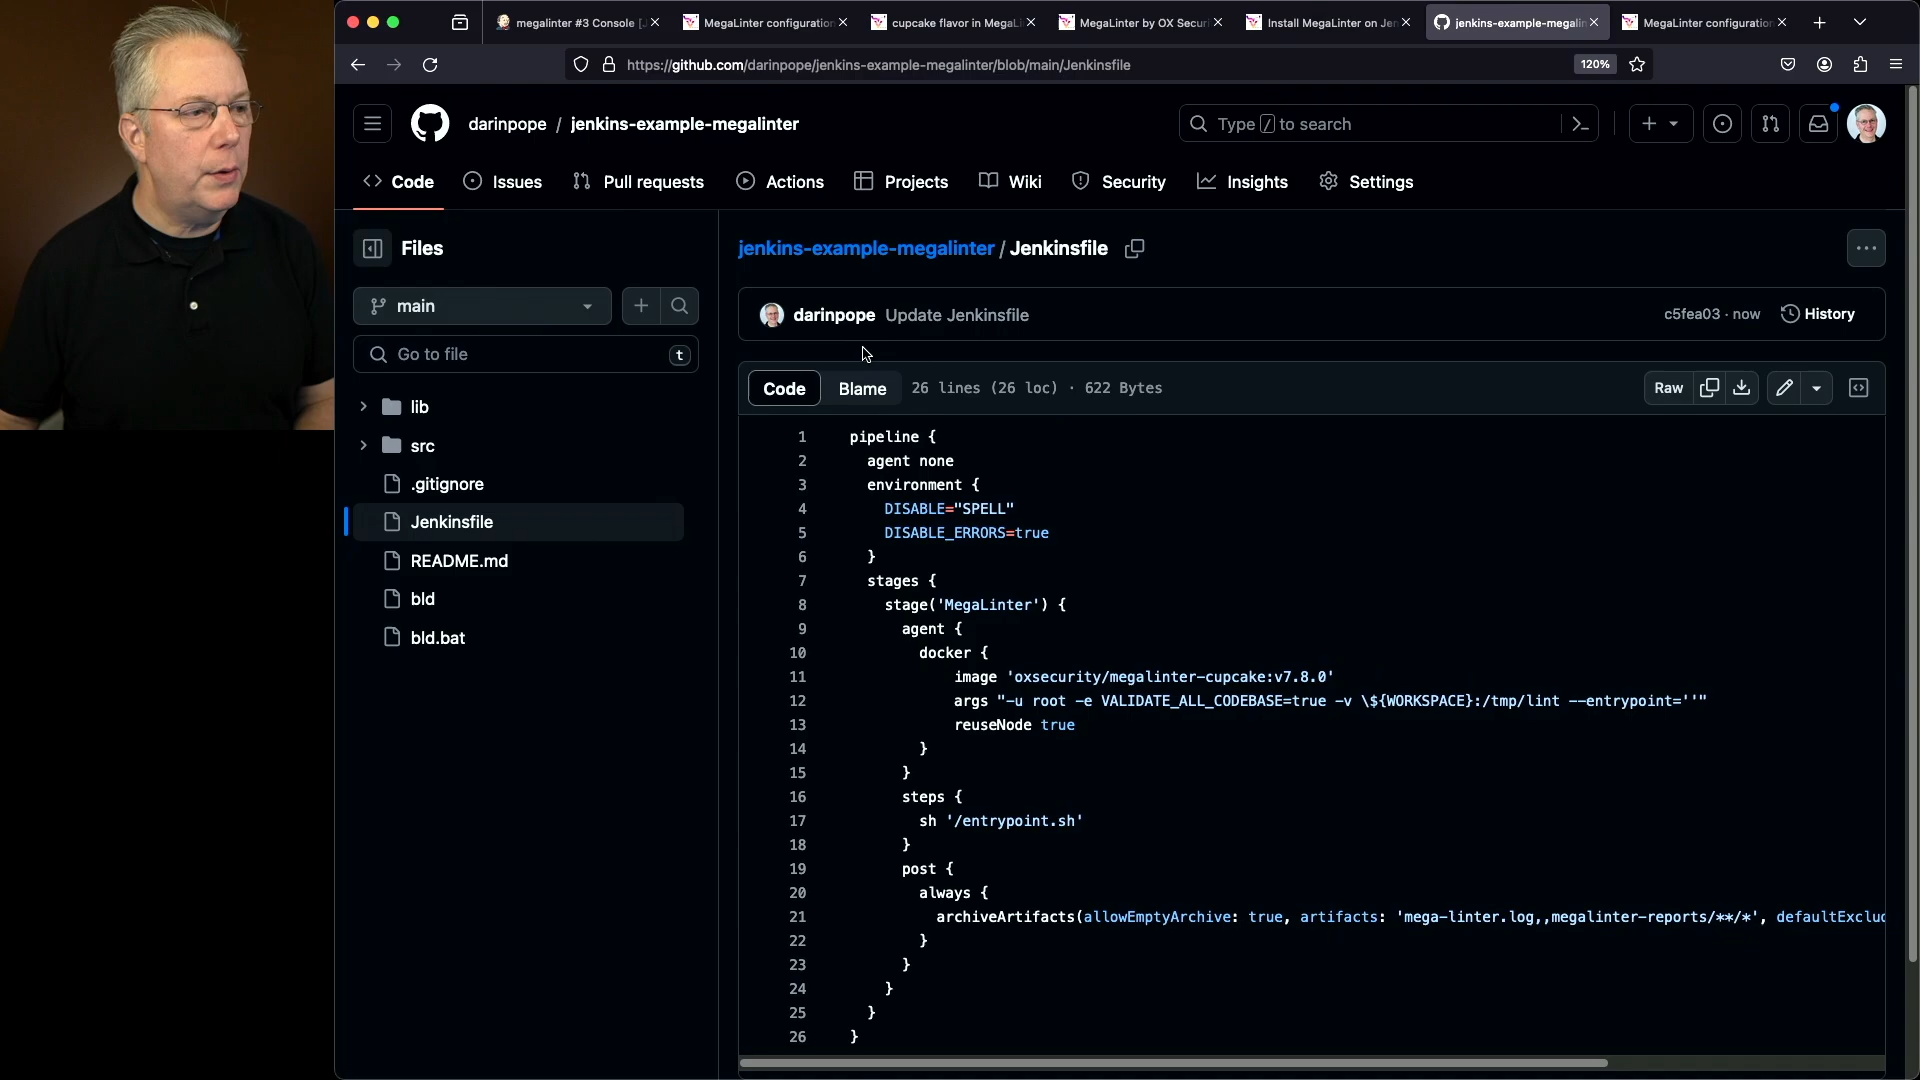 megalinter #3 Console [J
MegaLinter configuration
cupcake flavor in MegaLi
MegaLinter by OX Securi
Install MegaLinter on Jen
jenkins-example-megalin
MegaLinter configuration
https://github.com/darinpope/jenkins-example-megalinter/blob/main/Jenkinsfile
120%
darinpope / jenkins-example-megalinter
Type / to search
Code
Issues
Pull requests
Actions
Projects
Wiki
Security
Insights
Settings
Files
main
Go to file
t
lib
src
.gitignore
Jenkinsfile
README.md
bld
bld.bat
jenkins-example-megalinter / Jenkinsfile
darinpope Update Jenkinsfile
c5fea03 · now
History
Code
Blame
26 lines (26 loc) · 622 Bytes
Raw
1 pipeline {
2 agent none
3 environment {
4 DISABLE="SPELL"
5 DISABLE_ERRORS=true
6 }
7 stages {
8 stage('MegaLinter') {
9 agent {
10 docker {
11 image 'oxsecurity/megalinter-cupcake:v7.8.0'
12 args "-u root -e VALIDATE_ALL_CODEBASE=true -v \${WORKSPACE}:/tmp/lint --entrypoint=''"
13 reuseNode true
14 }
15 }
16 steps {
17 sh '/entrypoint.sh'
18 }
19 post {
20 always {
21 archiveArtifacts(allowEmptyArchive: true, artifacts: 'mega-linter.log,,megalinter-reports/**/*', defaultExclud
22 }
23 }
24 }
25 }
26 }